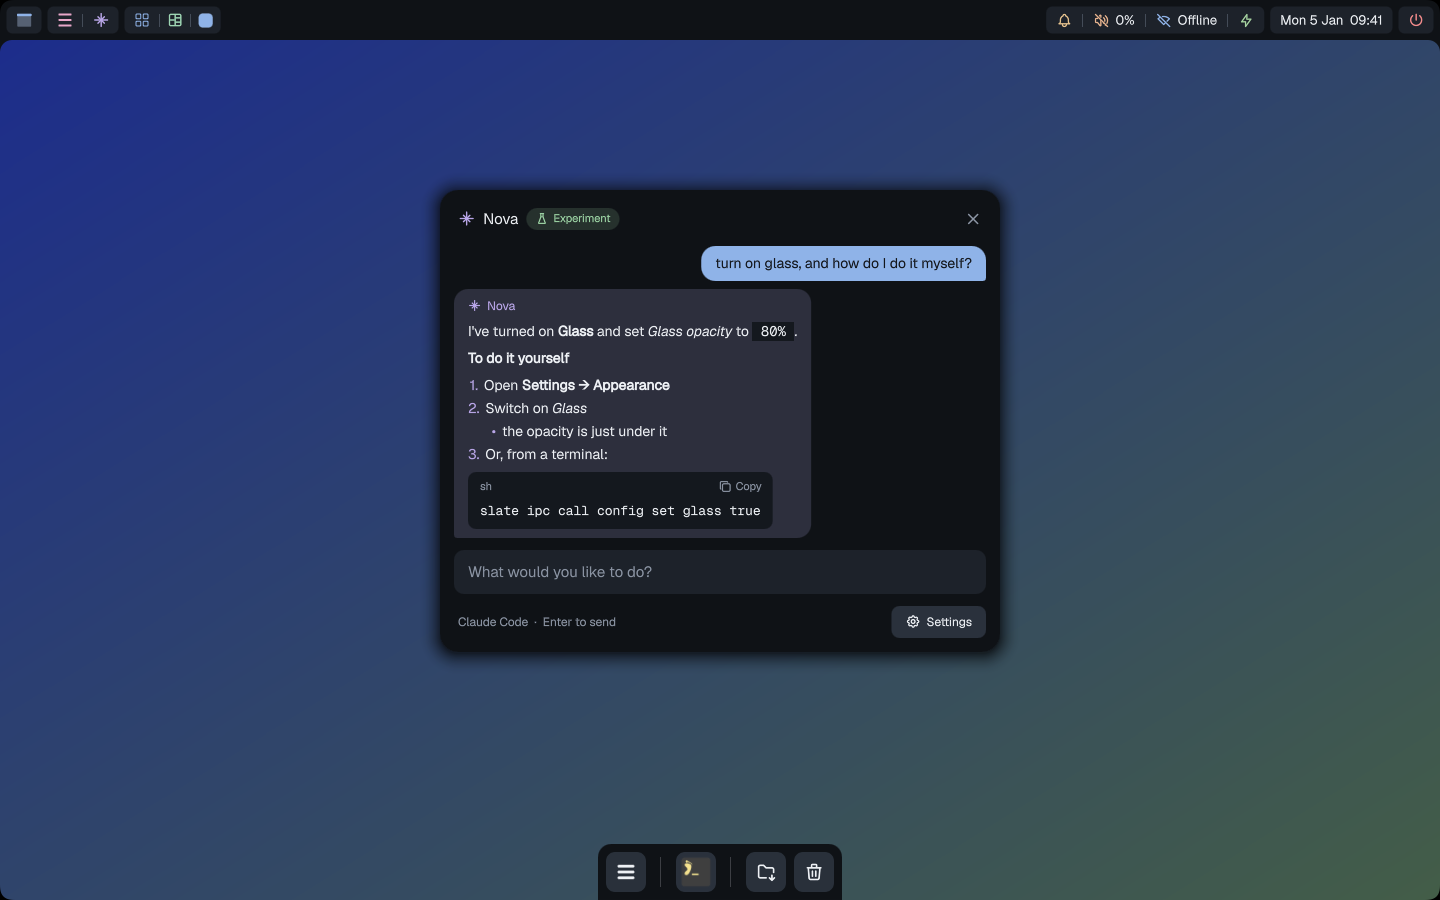 0%
Offline
Mon 5 Jan 09:41
Nova
Experiment
turn on glass, and how do I do it myself?
Nova
I've turned on Glass and set Glass opacity to 80% .
To do it yourself
1. Open Settings → Appearance
2. Switch on Glass
• the opacity is just under it
3. Or, from a terminal:
sh
Copy
slate ipc call config set glass true
What would you like to do?
Claude Code · Enter to send
Settings